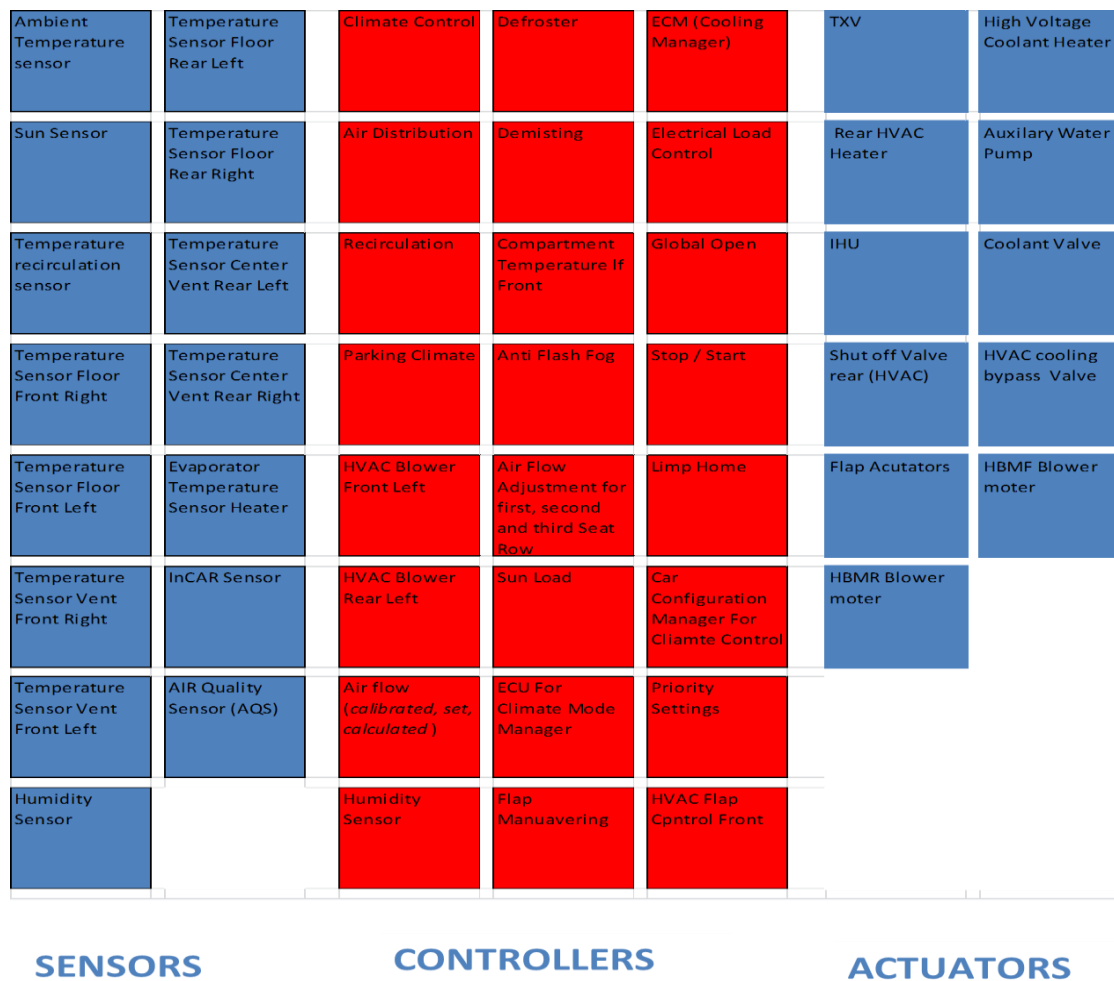 Ambient
Temperature
sensor
Temperature
Sensor Floor
Rear Left
Climate Control
Defroster
ECM (Cooling
Manager)
TXV
High Voltage
Coolant Heater
Sun Sensor
Temperature
Sensor Floor
Rear Right
Air Distribution
Demisting
Electrical Load
Control
Rear HVAC
Heater
Auxilary Water
Pump
Temperature
recirculation
sensor
Temperature
Sensor Center
Vent Rear Left
Recirculation
Compartment
Temperature If
Front
Global Open
IHU
Coolant Valve
Temperature
Sensor Floor
Front Right
Temperature
Sensor Center
Vent Rear Right
Parking Climate
Anti Flash Fog
Stop / Start
Shut off Valve
rear (HVAC)
HVAC cooling
bypass Valve
Temperature
Sensor Floor
Front Left
Evaporator
Temperature
Sensor Heater
HVAC Blower
Front Left
Air Flow
Adjustment for
first, second
and third Seat
Row
Limp Home
Flap Acutators
HBMF Blower
moter
Temperature
Sensor Vent
Front Right
InCAR Sensor
HVAC Blower
Rear Left
Sun Load
Car
Configuration
Manager For
Cliamte Control
HBMR Blower
moter
Temperature
Sensor Vent
Front Left
AIR Quality
Sensor (AQS)
Air flow
(calibrated, set,
calculated )
ECU For
Climate Mode
Manager
Priority
Settings
Humidity
Sensor
Humidity
Sensor
Flap
Manuavering
HVAC Flap
Cpntrol Front
SENSORS
CONTROLLERS
ACTUATORS